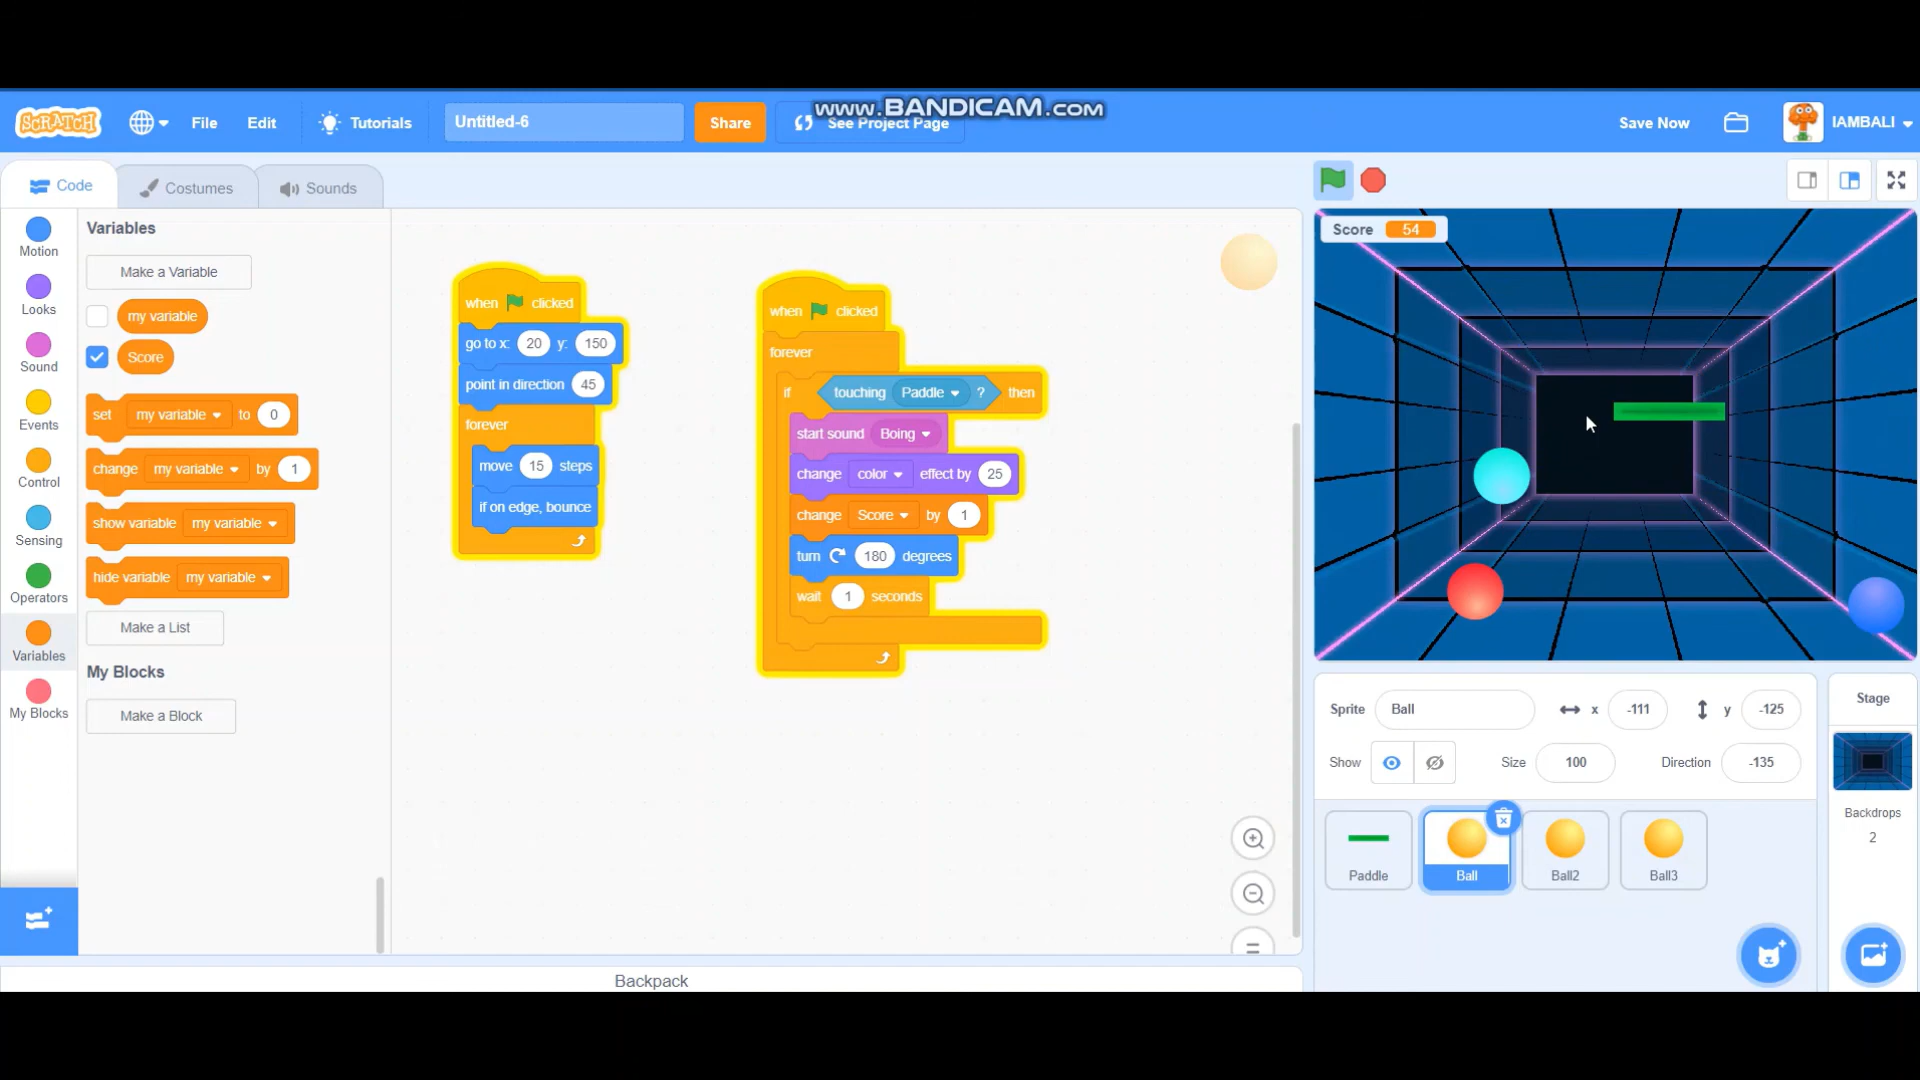 www.BANDICAM.com
SCRATCH
File
Edit
Tutorials
Untitled-6
Share
See Project Page
Save Now
IAMBALI
Code
Costumes
Sounds
Motion
Looks
Sound
Events
Control
Sensing
Operators
Variables
My Blocks
Variables
Make a Variable
my variable
Score
set my variable to 0
change my variable by 1
show variable my variable
hide variable my variable
Make a List
My Blocks
Make a Block
when clicked
go to x: 20 y: 150
point in direction 45
forever
move 15 steps
if on edge, bounce
when clicked
forever
if touching Paddle ? then
start sound Boing
change color effect by 25
change Score by 1
turn 180 degrees
wait 1 seconds
Backpack
Score 54
Sprite Ball x -111 y -125
Show Size 100 Direction -135
Paddle
Ball
Ball2
Ball3
Stage
Backdrops
2